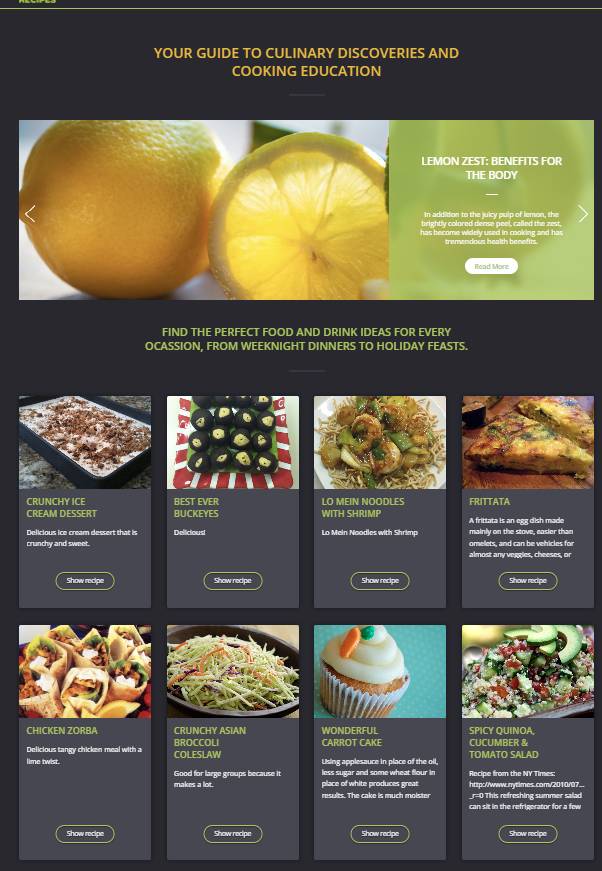 RECIPES
YOUR GUIDE TO CULINARY DISCOVERIES AND
COOKING EDUCATION
LEMON ZEST: BENEFITS FOR
THE BODY
In addition to the juicy pulp of lemon, the
brightly colored dense peel, called the zest,
has become widely used in cooking and has
tremendous health benefits.
Read More
FIND THE PERFECT FOOD AND DRINK IDEAS FOR EVERY
OCASSION, FROM WEEKNIGHT DINNERS TO HOLIDAY FEASTS.
CRUNCHY ICE
CREAM DESSERT
Delicious ice cream dessert that is
crunchy and sweet.
Show recipe
BEST EVER
BUCKEYES
Delicious!
Show recipe
LO MEIN NOODLES
WITH SHRIMP
Lo Mein Noodles with Shrimp
Show recipe
FRITTATA
A frittata is an egg dish made
mainly on the stove, easier than
omelets, and can be vehicles for
almost any veggies, cheeses, or
Show recipe
CHICKEN ZORBA
Delicious tangy chicken meal with a
lime twist.
Show recipe
CRUNCHY ASIAN
BROCCOLI
COLESLAW
Good for large groups because it
makes a lot.
Show recipe
WONDERFUL
CARROT CAKE
Using applesauce in place of the oil,
less sugar and some wheat flour in
place of white produces great
results. The cake is much moister
Show recipe
SPICY QUINOA,
CUCUMBER &
TOMATO SALAD
Recipe from the NY Times:
http://www.nytimes.com/2010/07...
_r=0 This refreshing summer salad
can sit in the refrigerator for a few
Show recipe